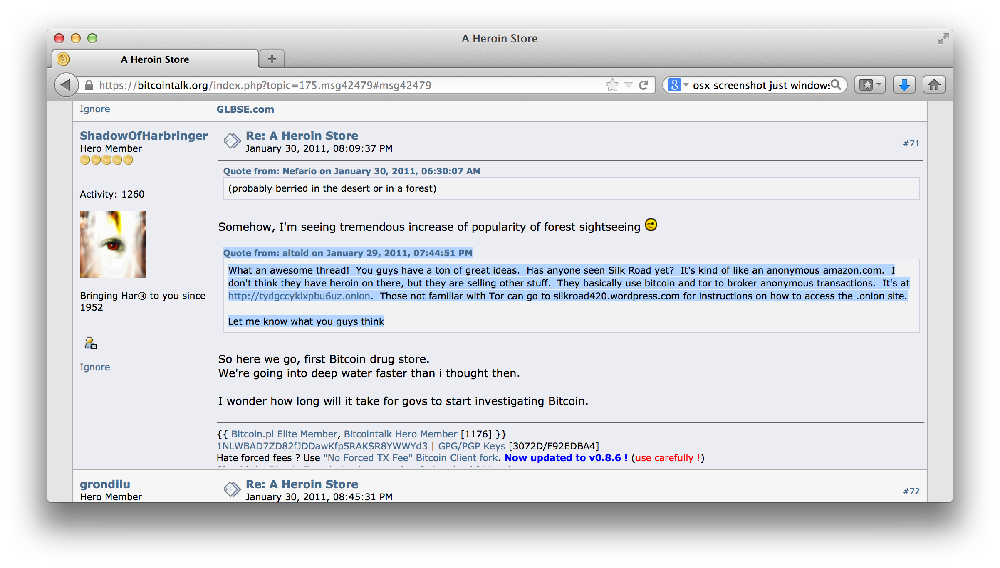 A Heroin Store
A Heroin Store
https://bitcointalk.org/index.php?topic=175.msg42479#msg42479
osx screenshot just windows
Ignore
GLBSE.com
ShadowOfHarbringer
Hero Member
Re: A Heroin Store
January 30, 2011, 08:09:37 PM
#71
Activity: 1260
Bringing Har® to you since
1952
Ignore
Quote from: Nefario on January 30, 2011, 06:30:07 AM
(probably berried in the desert or in a forest)
Somehow, I'm seeing tremendous increase of popularity of forest sightseeing
Quote from: altoid on January 29, 2011, 07:44:51 PM
What an awesome thread!  You guys have a ton of great ideas.  Has anyone seen Silk Road yet?  It's kind of like an anonymous amazon.com.  I
don't think they have heroin on there, but they are selling other stuff.  They basically use bitcoin and tor to broker anonymous transactions.  It's at
http://tydgccykixpbu6uz.onion.  Those not familiar with Tor can go to silkroad420.wordpress.com for instructions on how to access the .onion site.
Let me know what you guys think
So here we go, first Bitcoin drug store.
We're going into deep water faster than i thought then.
I wonder how long will it take for govs to start investigating Bitcoin.
{{ Bitcoin.pl Elite Member, Bitcointalk Hero Member [1176] }}
1NLWBAD7ZD82fJDDawKfp5RAKSR8YWWYd3 | GPG/PGP Keys [3072D/F92EDBA4]
Hate forced fees ? Use "No Forced TX Fee" Bitcoin Client fork. Now updated to v0.8.6 ! (use carefully !)
grondilu
Hero Member
Re: A Heroin Store
January 30, 2011, 08:45:31 PM
#72